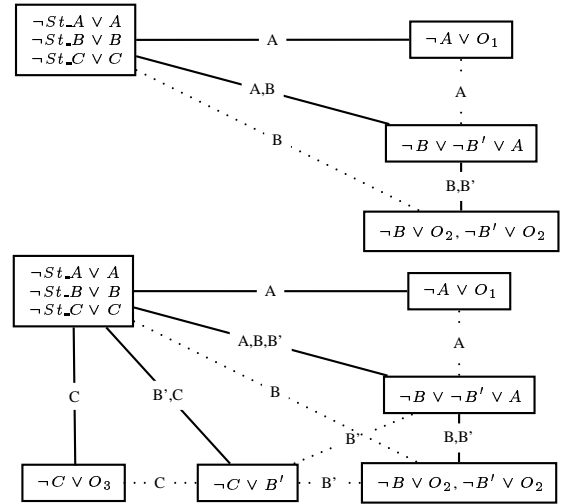 ¬St_A ∨ A
¬St_B ∨ B
¬St_C ∨ C
A
¬A ∨ O₁
A,B
A
B
¬B ∨ ¬B′ ∨ A
B,B'
¬B ∨ O₂, ¬B′ ∨ O₂
¬St_A ∨ A
¬St_B ∨ B
¬St_C ∨ C
A
¬A ∨ O₁
A,B,B'
A
C
B',C
B
¬B ∨ ¬B′ ∨ A
B''
B,B'
¬C ∨ O₃
C
¬C ∨ B′
B'
¬B ∨ O₂, ¬B′ ∨ O₂